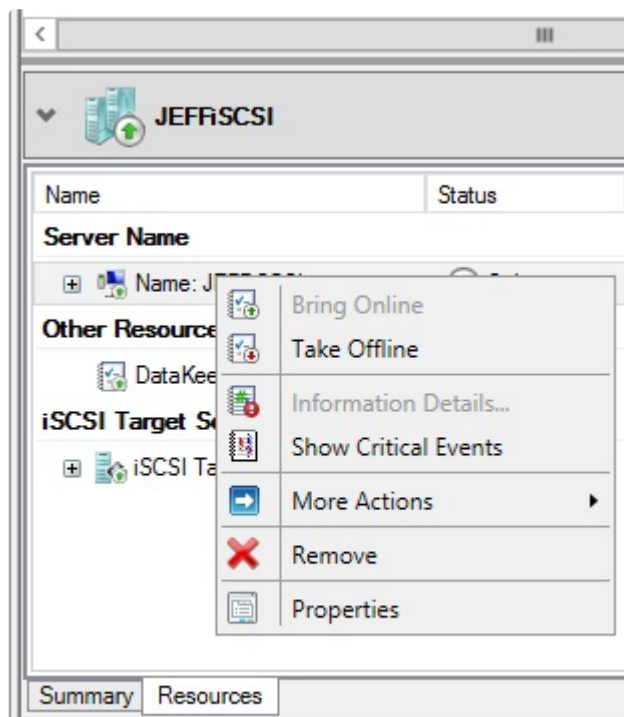 JEFFiSCSI
Name Status
Server Name
Name:
Bring Online
Other Resource
Take Offline
DataKee
Information Details...
iSCSI Target
Show Critical Events
iSCSI Ta
More Actions
Remove
Properties
Summary Resources